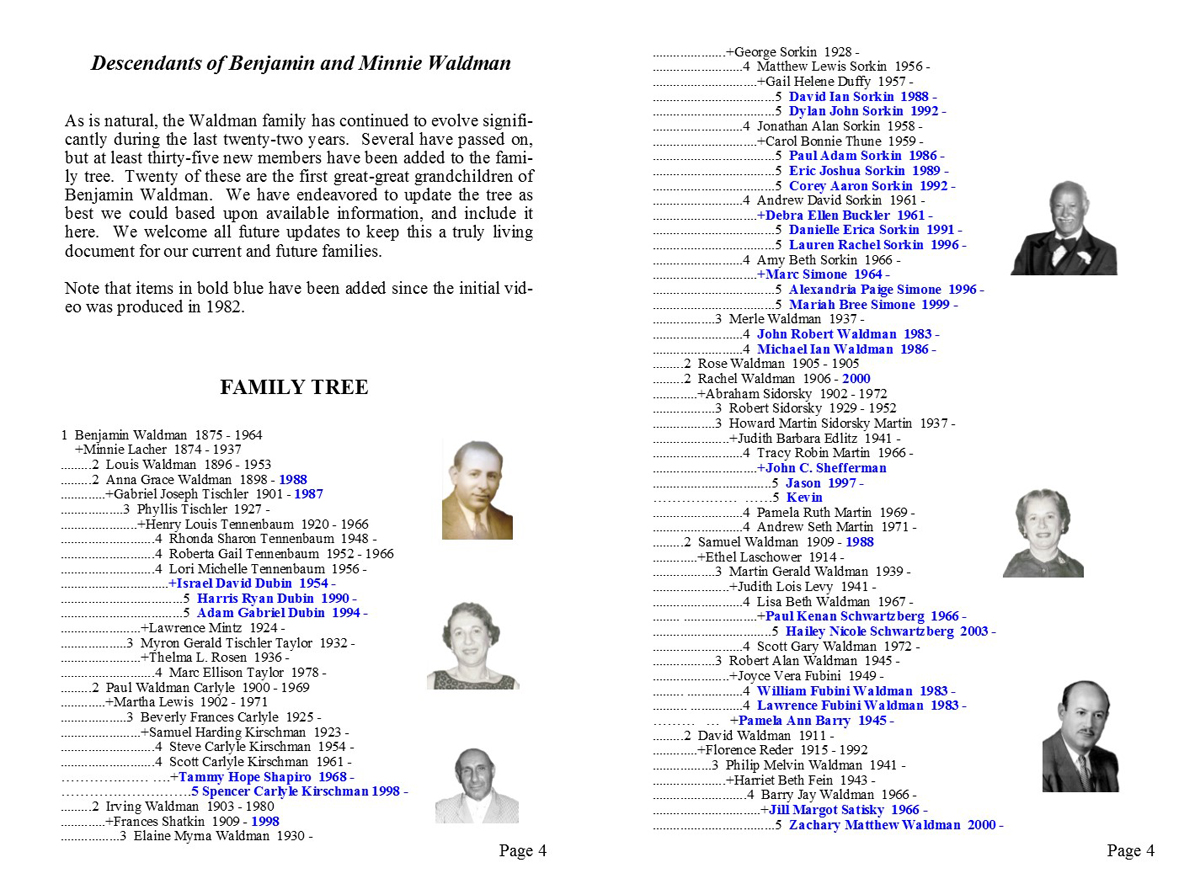 Descendants of Benjamin and Minnie Waldman
As is natural, the Waldman family has continued to evolve signifi-
cantly during the last twenty-two years.  Several have passed on,
but at least thirty-five new members have been added to the fami-
ly tree.  Twenty of these are the first great-great grandchildren of
Benjamin Waldman.  We have endeavored to update the tree as
best we could based upon available information, and include it
here.  We welcome all future updates to keep this a truly living
document for our current and future families.
Note that items in bold blue have been added since the initial vid-
eo was produced in 1982.
FAMILY TREE
1  Benjamin Waldman  1875 - 1964
+Minnie Lacher  1874 - 1937
.........2  Louis Waldman  1896 - 1953
.........2  Anna Grace Waldman  1898 - 1988
.............+Gabriel Joseph Tischler  1901 - 1987
..................3  Phyllis Tischler  1927 -
......................+Henry Louis Tennenbaum  1920 - 1966
...........................4  Rhonda Sharon Tennenbaum  1948 -
...........................4  Roberta Gail Tennenbaum  1952 - 1966
...........................4  Lori Michelle Tennenbaum  1956 -
...............................+Israel David Dubin  1954 -
...................................5  Harris Ryan Dubin  1990 -
...................................5  Adam Gabriel Dubin  1994 -
.......................+Lawrence Mintz  1924 -
...................3  Myron Gerald Tischler Taylor  1932 -
.......................+Thelma L. Rosen  1936 -
...........................4  Marc Ellison Taylor  1978 -
.........2  Paul Waldman Carlyle  1900 - 1969
.............+Martha Lewis  1902 - 1971
...................3  Beverly Frances Carlyle  1925 -
.......................+Samuel Harding Kirschman  1923 -
...........................4  Steve Carlyle Kirschman  1954 -
...........................4  Scott Carlyle Kirschman  1961 -
........................ ....+Tammy Hope Shapiro  1968 -
.....................................5 Spencer Carlyle Kirschman 1998 -
.........2  Irving Waldman  1903 - 1980
.............+Frances Shatkin  1909 - 1998
.................3  Elaine Myrna Waldman  1930 -
Page 4
.....................+George Sorkin  1928 -
..........................4  Matthew Lewis Sorkin  1956 -
..............................+Gail Helene Duffy  1957 -
...................................5  David Ian Sorkin  1988 -
...................................5  Dylan John Sorkin  1992 -
..........................4  Jonathan Alan Sorkin  1958 -
..............................+Carol Bonnie Thune  1959 -
...................................5  Paul Adam Sorkin  1986 -
...................................5  Eric Joshua Sorkin  1989 -
...................................5  Corey Aaron Sorkin  1992 -
..........................4  Andrew David Sorkin  1961 -
..............................+Debra Ellen Buckler  1961 -
...................................5  Danielle Erica Sorkin  1991 -
...................................5  Lauren Rachel Sorkin  1996 -
..........................4  Amy Beth Sorkin  1966 -
..............................+Marc Simone  1964 -
...................................5  Alexandria Paige Simone  1996 -
...................................5  Mariah Bree Simone  1999 -
..................3  Merle Waldman  1937 -
..........................4  John Robert Waldman  1983 -
..........................4  Michael Ian Waldman  1986 -
.........2  Rose Waldman  1905 - 1905
.........2  Rachel Waldman  1906 - 2000
.............+Abraham Sidorsky  1902 - 1972
..................3  Robert Sidorsky  1929 - 1952
..................3  Howard Martin Sidorsky Martin  1937 -
......................+Judith Barbara Edlitz  1941 -
..........................4  Tracy Robin Martin  1966 -
..............................+John C. Shefferman
..................................5  Jason  1997 -
.................. ......5  Kevin
..........................4  Pamela Ruth Martin  1969 -
..........................4  Andrew Seth Martin  1971 -
.........2  Samuel Waldman  1909 - 1988
.............+Ethel Laschower  1914 -
..................3  Martin Gerald Waldman  1939 -
......................+Judith Lois Levy  1941 -
..........................4  Lisa Beth Waldman  1967 -
........ .....................+Paul Kenan Schwartzberg  1966 -
..................................5  Hailey Nicole Schwartzberg  2003 -
..........................4  Scott Gary Waldman  1972 -
..................3  Robert Alan Waldman  1945 -
......................+Joyce Vera Fubini  1949 -
......... ...............4  William Fubini Waldman  1983 -
.......... ...............4  Lawrence Fubini Waldman  1983 -
......... ...  +Pamela Ann Barry  1945 -
.........2  David Waldman  1911 -
.............+Florence Reder  1915 - 1992
.................3  Philip Melvin Waldman  1941 -
.....................+Harriet Beth Fein  1943 -
...........................4  Barry Jay Waldman  1966 -
...............................+Jill Margot Satisky  1966 -
...................................5  Zachary Matthew Waldman  2000 -
Page 4